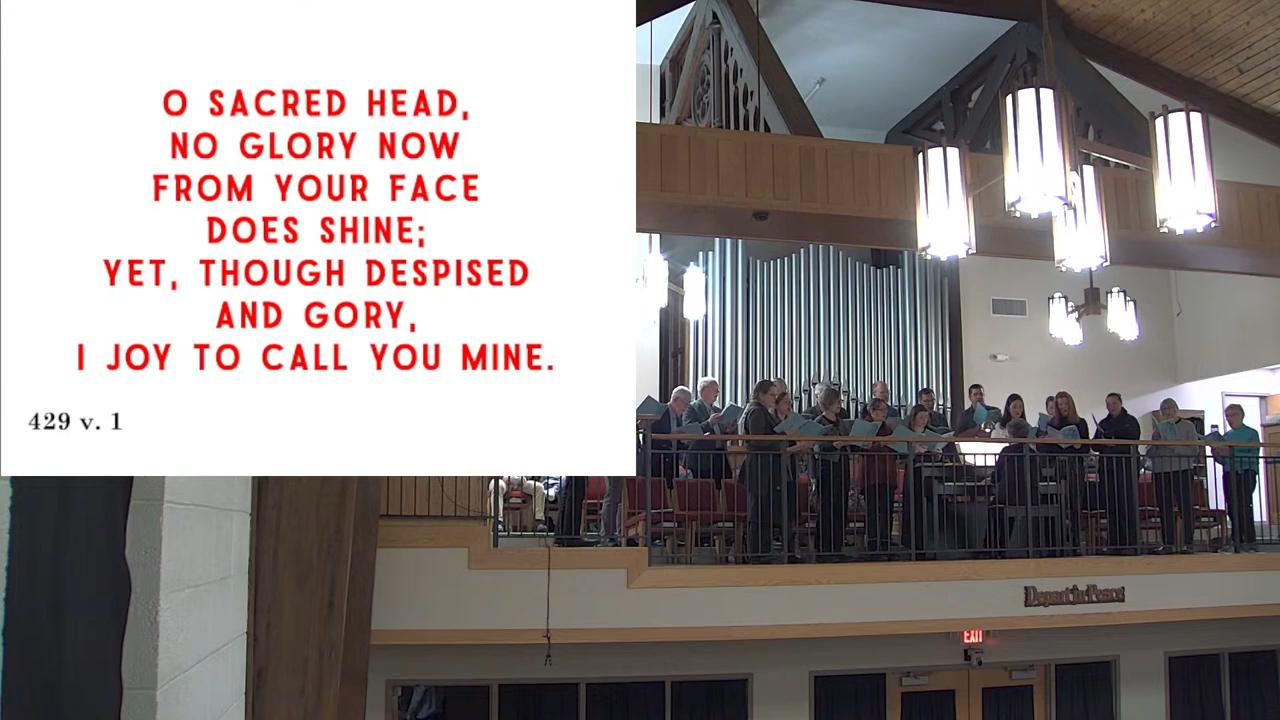 O SACRED HEAD,
NO GLORY NOW
FROM YOUR FACE
DOES SHINE;
YET, THOUGH DESPISED
AND GORY,
I JOY TO CALL YOU MINE.
429 v. 1
Depart in Peace
EXIT